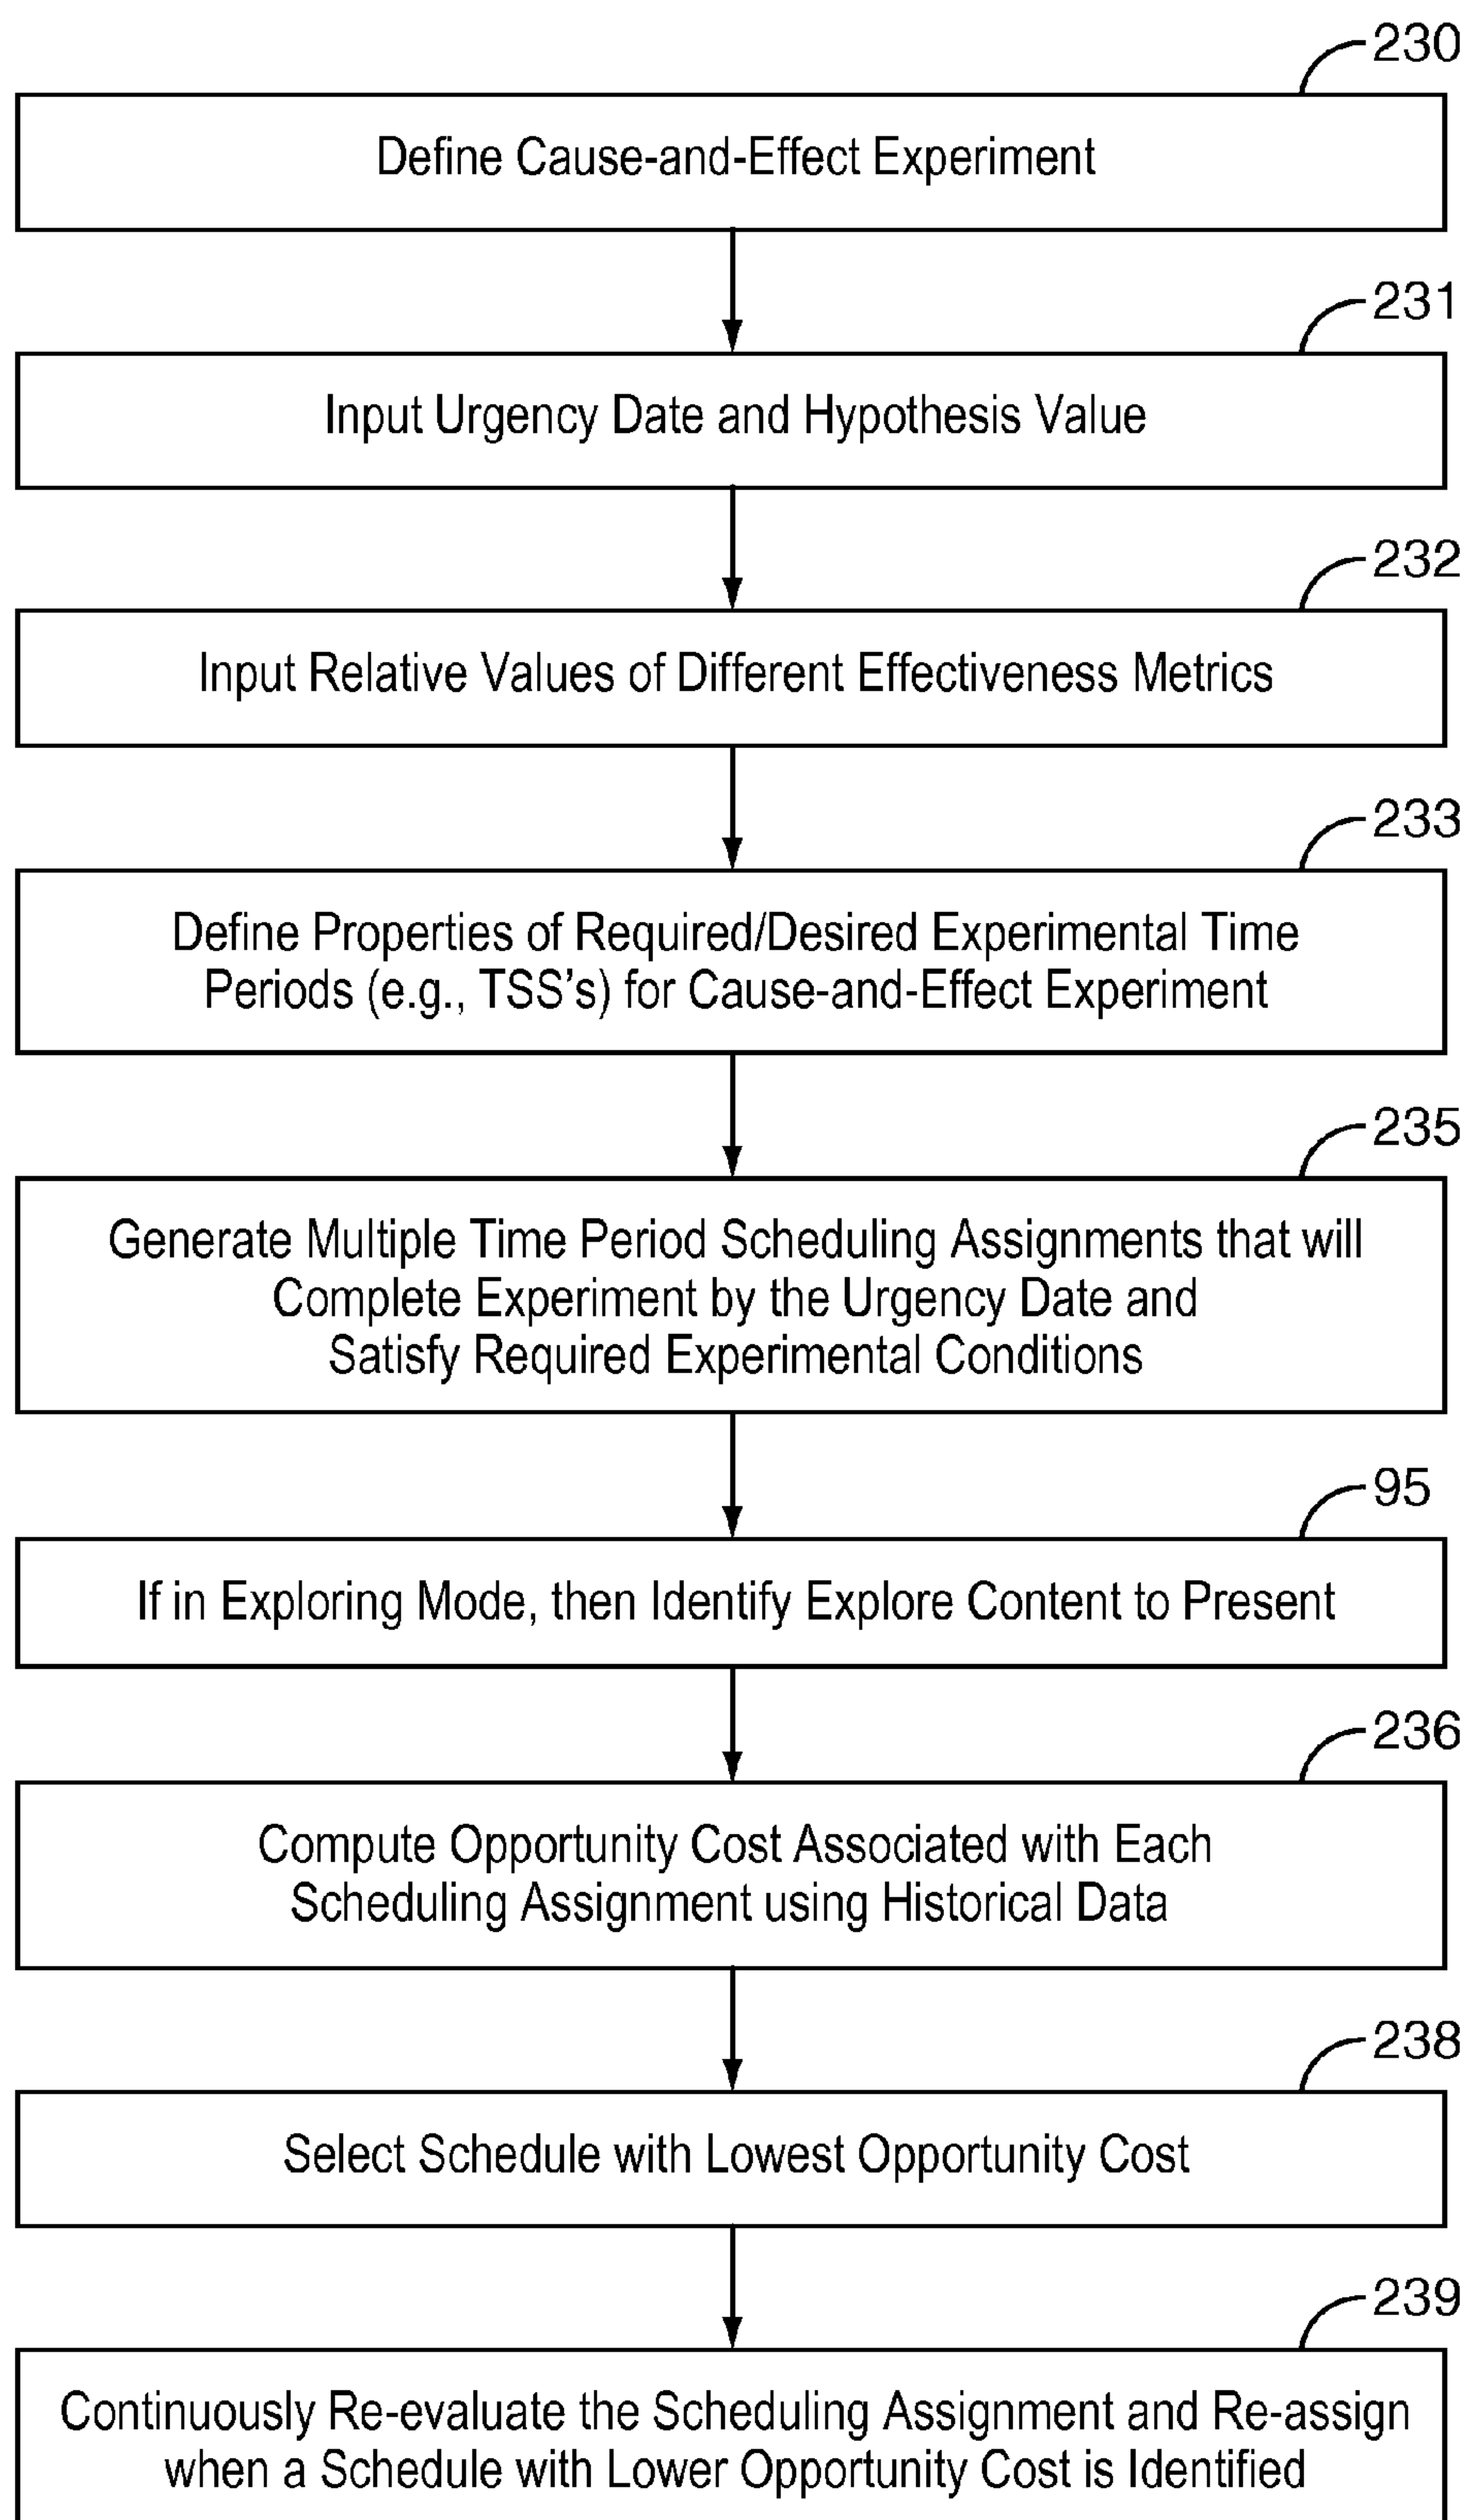 230
Define Cause-and-Effect Experiment
231
Input Urgency Date and Hypothesis Value
232
Input Relative Values of Different Effectiveness Metrics
233
Define Properties of Required/Desired Experimental Time
Periods (e.g., TSS's) for Cause-and-Effect Experiment
235
Generate Multiple Time Period Scheduling Assignments that will
Complete Experiment by the Urgency Date and
Satisfy Required Experimental Conditions
95
If in Exploring Mode, then Identify Explore Content to Present
236
Compute Opportunity Cost Associated with Each
Scheduling Assignment using Historical Data
238
Select Schedule with Lowest Opportunity Cost
239
Continuously Re-evaluate the Scheduling Assignment and Re-assign
when a Schedule with Lower Opportunity Cost is Identified